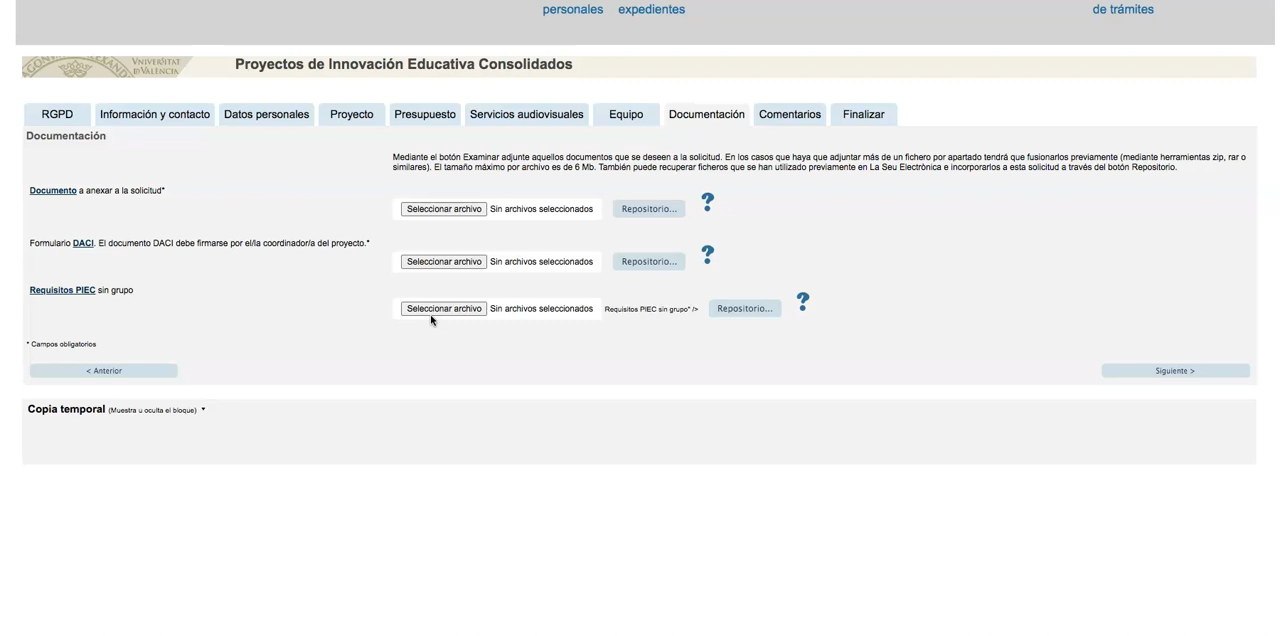 personales expedientes de trámites
VNIVERSITAT
Proyectos de Innovación Educativa Consolidados
RGPD Información y contacto Datos personales Proyecto Presupuesto Servicios audiovisuales Equipo Documentación Comentarios Finalizar
Documentación
Mediante el botón Examinar adjunte aquellos documentos que se deseen a la solicitud. En los casos que haya que adjuntar más de un fichero por apartado tendrá que fusionarlos previamente (mediante herramientas zip, rar o
similares). El tamaño máximo por archivo es de 6 Mb. También puede recuperar ficheros que se han utilizado previamente en La Seu Electrònica e incorporarlos a esta solicitud a través del botón Repositorio.
Documento a anexar a la solicitud*
Seleccionar archivo Sin archivos seleccionados Repositorio... ?
Formulario DACI. El documento DACI debe firmarse por el/la coordinador/a del proyecto.*
Seleccionar archivo Sin archivos seleccionados Repositorio... ?
Requisitos PIEC sin grupo
Seleccionar archivo Sin archivos seleccionados Requisitos PIEC sin grupo" /> Repositorio... ?
* Campos obligatorios
< Anterior Siguiente >
Copia temporal (Muestra u oculta el bloque)